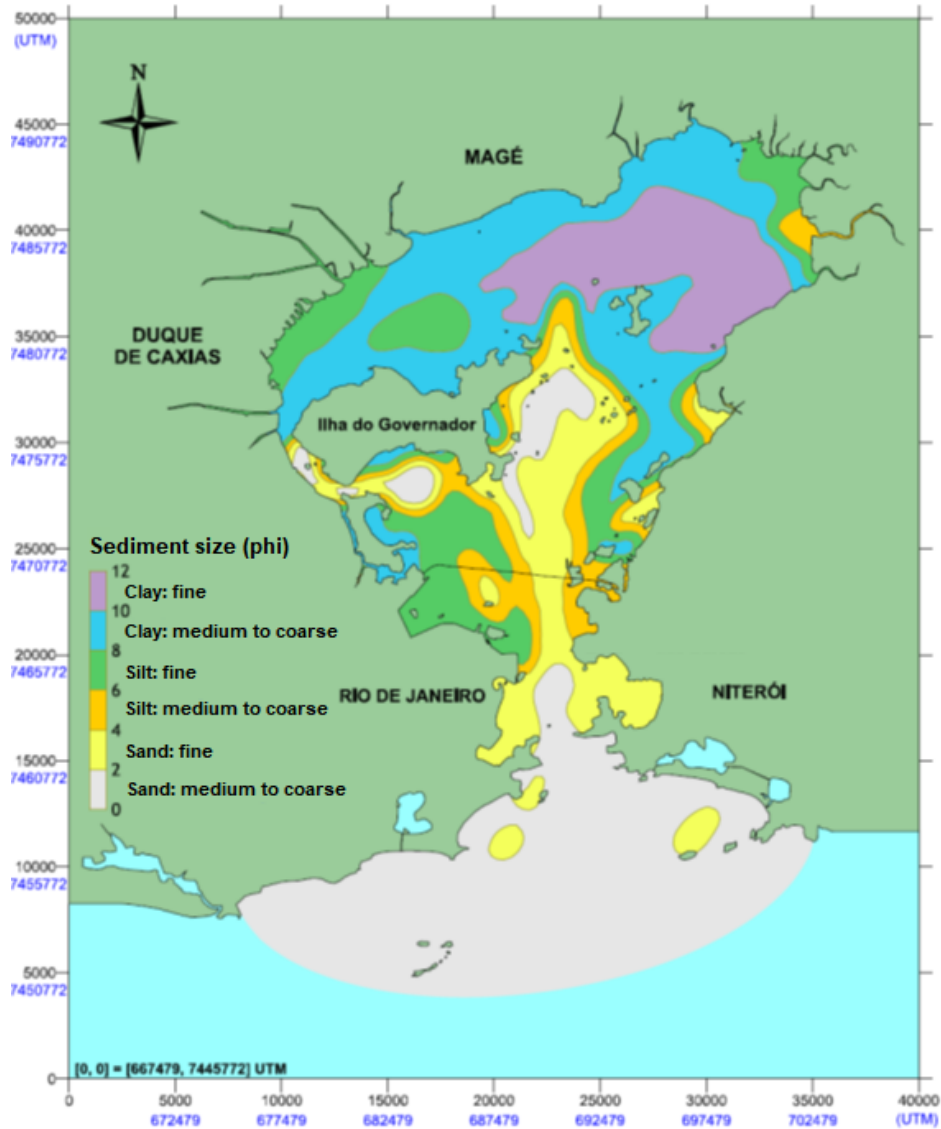 50000
(UTM)
N
45000
7490772
MAGÉ
40000
7485772
35000
7480772
DUQUE
DE CAXIAS
Ilha do Governador
30000
7475772
25000
7470772
Sediment size (phi)
12
Clay: fine
10
Clay: medium to coarse
8
Silt: fine
6
Silt: medium to coarse
4
Sand: fine
2
Sand: medium to coarse
0
20000
7465772
RIO DE JANEIRO
NITERÓI
15000
7460772
10000
7455772
5000
7450772
[0, 0] = [667479, 7445772] UTM
0
0 5000 10000 15000 20000 25000 30000 35000 40000
672479 677479 682479 687479 692479 697479 702479 (UTM)